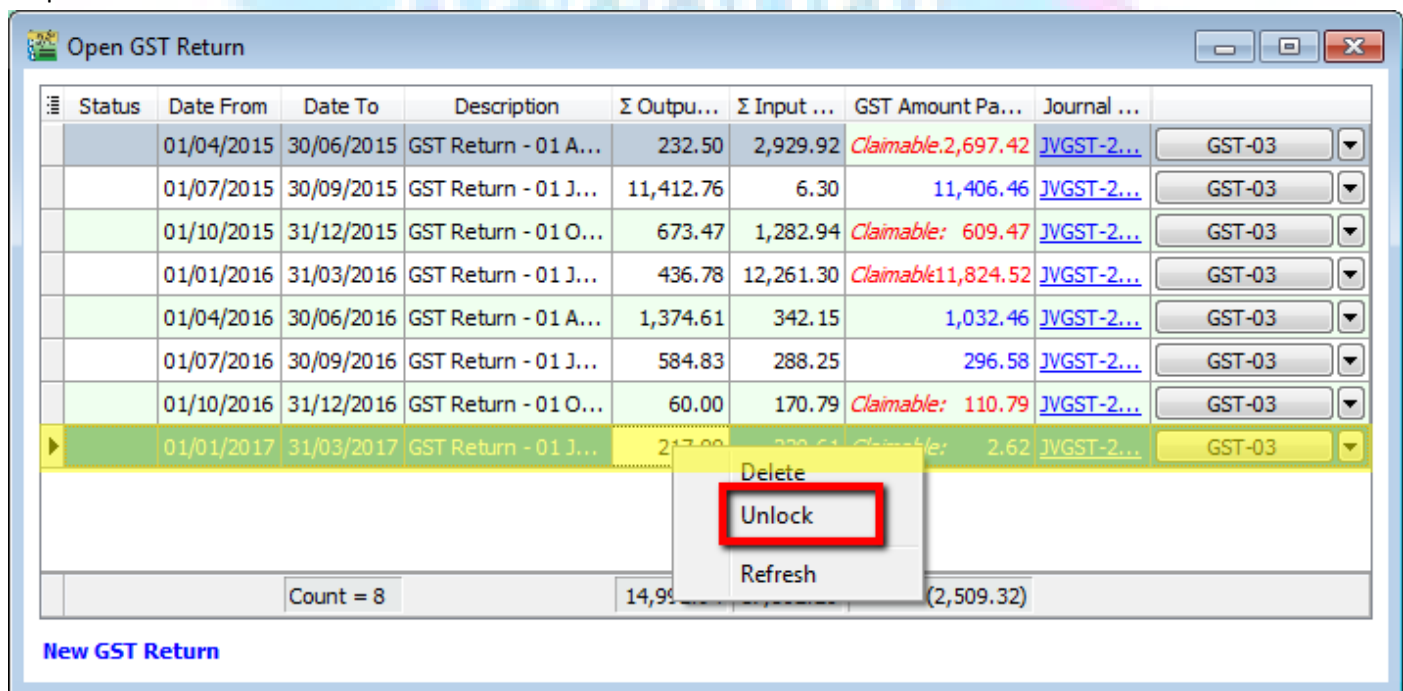 Open GST Return
Status Date From Date To Description Σ Outpu... Σ Input ... GST Amount Pa... Journal ...
01/04/2015 30/06/2015 GST Return - 01 A... 232.50 2,929.92 Claimable.2,697.42 JVGST-2... GST-03
01/07/2015 30/09/2015 GST Return - 01 J... 11,412.76 6.30 11,406.46 JVGST-2... GST-03
01/10/2015 31/12/2015 GST Return - 01 O... 673.47 1,282.94 Claimable: 609.47 JVGST-2... GST-03
01/01/2016 31/03/2016 GST Return - 01 J... 436.78 12,261.30 Claimable11,824.52 JVGST-2... GST-03
01/04/2016 30/06/2016 GST Return - 01 A... 1,374.61 342.15 1,032.46 JVGST-2... GST-03
01/07/2016 30/09/2016 GST Return - 01 J... 584.83 288.25 296.58 JVGST-2... GST-03
01/10/2016 31/12/2016 GST Return - 01 O... 60.00 170.79 Claimable: 110.79 JVGST-2... GST-03
01/01/2017 31/03/2017 GST Return - 01 J... 2.62 JVGST-2... GST-03
Delete
Unlock
Refresh
Count = 8 (2,509.32)
New GST Return